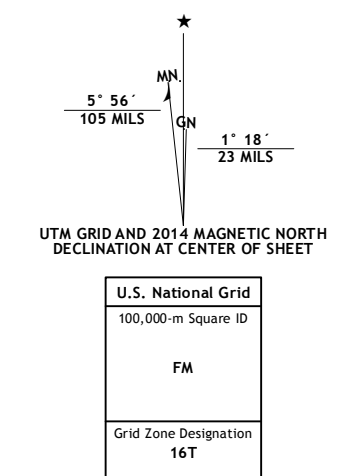 ★
MN.
5° 56´
105 MILS
GN
1° 18´
23 MILS
UTM GRID AND 2014 MAGNETIC NORTH
DECLINATION AT CENTER OF SHEET
U.S. National Grid
100,000-m Square ID
FM
Grid Zone Designation
16T